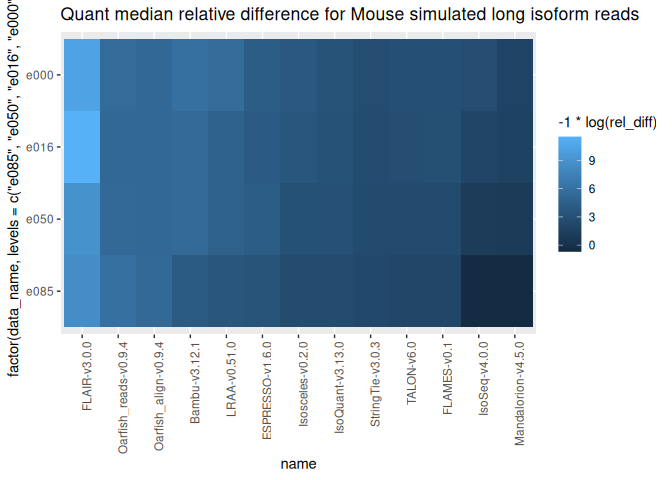 Quant median relative difference for Mouse simulated long isoform reads
factor(data_name, levels = c("e085", "e050", "e016", "e000"
e000
e016
e050
e085
FLAIR-v3.0.0
Oarfish_reads-v0.9.4
Oarfish_align-v0.9.4
Bambu-v3.12.1
LRAA-v0.51.0
ESPRESSO-v1.6.0
Isosceles-v0.2.0
IsoQuant-v3.13.0
StringTie-v3.0.3
TALON-v6.0
FLAMES-v0.1
IsoSeq-v4.0.0
Mandalorion-v4.5.0
name
-1 * log(rel_diff)
9
6
3
0